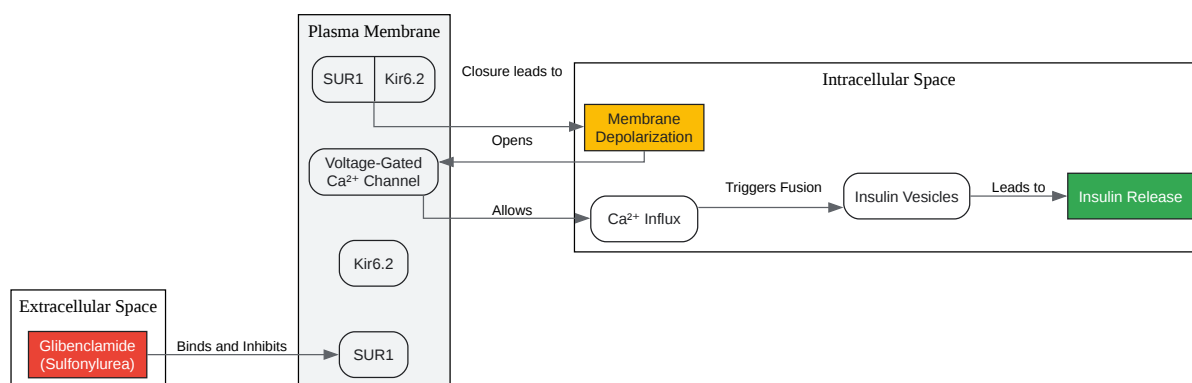 Plasma Membrane
SUR1
Kir6.2
Closure leads to
Intracellular Space
Membrane
Depolarization
Opens
Voltage-Gated
Ca²⁺ Channel
Triggers Fusion
Insulin Vesicles
Leads to
Insulin Release
Allows
Ca²⁺ Influx
Kir6.2
Extracellular Space
Glibenclamide
(Sulfonylurea)
Binds and Inhibits
SUR1